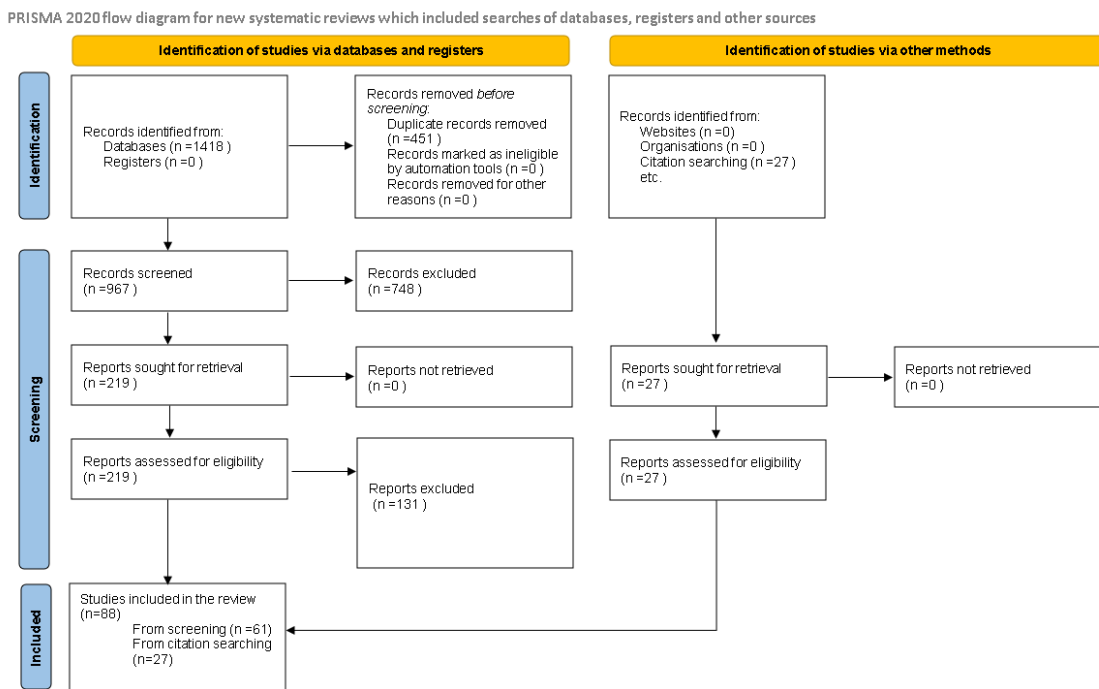 PRISMA 2020 flow diagram for new systematic reviews which included searches of databases, registers and other sources
Identification of studies via databases and registers
Identification of studies via other methods
Identification
Records identified from:
Databases (n =1418 )
Registers (n =0 )
Records removed before
screening:
Duplicate records removed
(n =451 )
Records marked as ineligible
by automation tools (n =0 )
Records removed for other
reasons (n =0 )
Records identified from:
Websites (n =0)
Organisations (n =0 )
Citation searching (n =27 )
etc.
Screening
Records screened
(n =967 )
Records excluded
(n =748 )
Reports sought for retrieval
(n =219 )
Reports not retrieved
(n =0 )
Reports sought for retrieval
(n =27 )
Reports not retrieved
(n =0 )
Reports assessed for eligibility
(n =219 )
Reports excluded
(n =131 )
Reports assessed for eligibility
(n =27 )
Included
Studies included in the review
(n=88)
From screening (n =61)
From citation searching
(n=27)